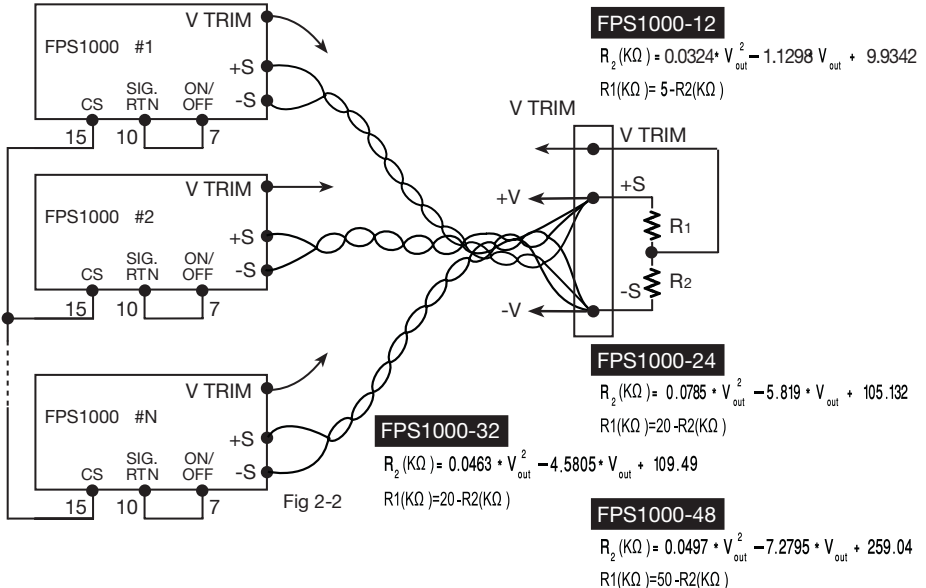 V TRIM
FPS1000 #1
+S
-S
SIG. ON/
CS RTN OFF
15 10 7
V TRIM
FPS1000 #2
+S
-S
SIG. ON/
CS RTN OFF
15 10 7
V TRIM
FPS1000 #N
+S
-S
SIG. ON/
CS RTN OFF
15 10 7
Fig 2-2
V TRIM
V TRIM
+V
+S
R1
R2
-S
-V
FPS1000-12
R2(KΩ) = 0.0324* V²out − 1.1298 Vout + 9.9342
R1(KΩ)= 5-R2(KΩ)
FPS1000-24
R2(KΩ) = 0.0785 * V²out − 5.819 * Vout + 105.132
R1(KΩ)=20-R2(KΩ)
FPS1000-32
R2(KΩ) = 0.0463 * V²out − 4.5805* Vout + 109.49
R1(KΩ)=20-R2(KΩ)
FPS1000-48
R2(KΩ) = 0.0497 * V²out − 7.2795* Vout + 259.04
R1(KΩ)=50-R2(KΩ)